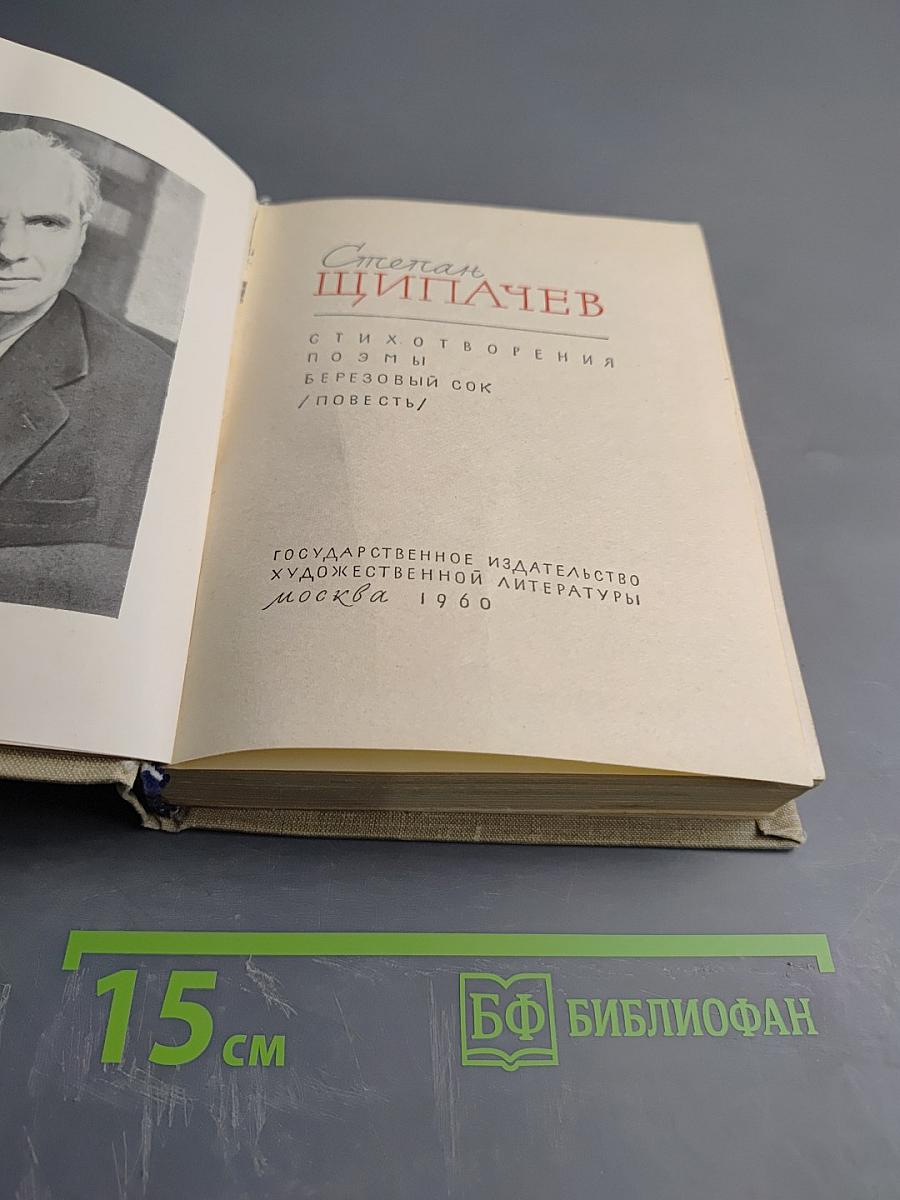 Степан
ЩИПАЧЕВ
СТИХОТВОРЕНИЯ
ПОЭМЫ
БЕРЕЗОВЫЙ СОК
/ПОВЕСТЬ/
ГОСУДАРСТВЕННОЕ ИЗДАТЕЛЬСТВО
ХУДОЖЕСТВЕННОЙ ЛИТЕРАТУРЫ
москва 1960
15 см
БФ БИБЛИОФАН